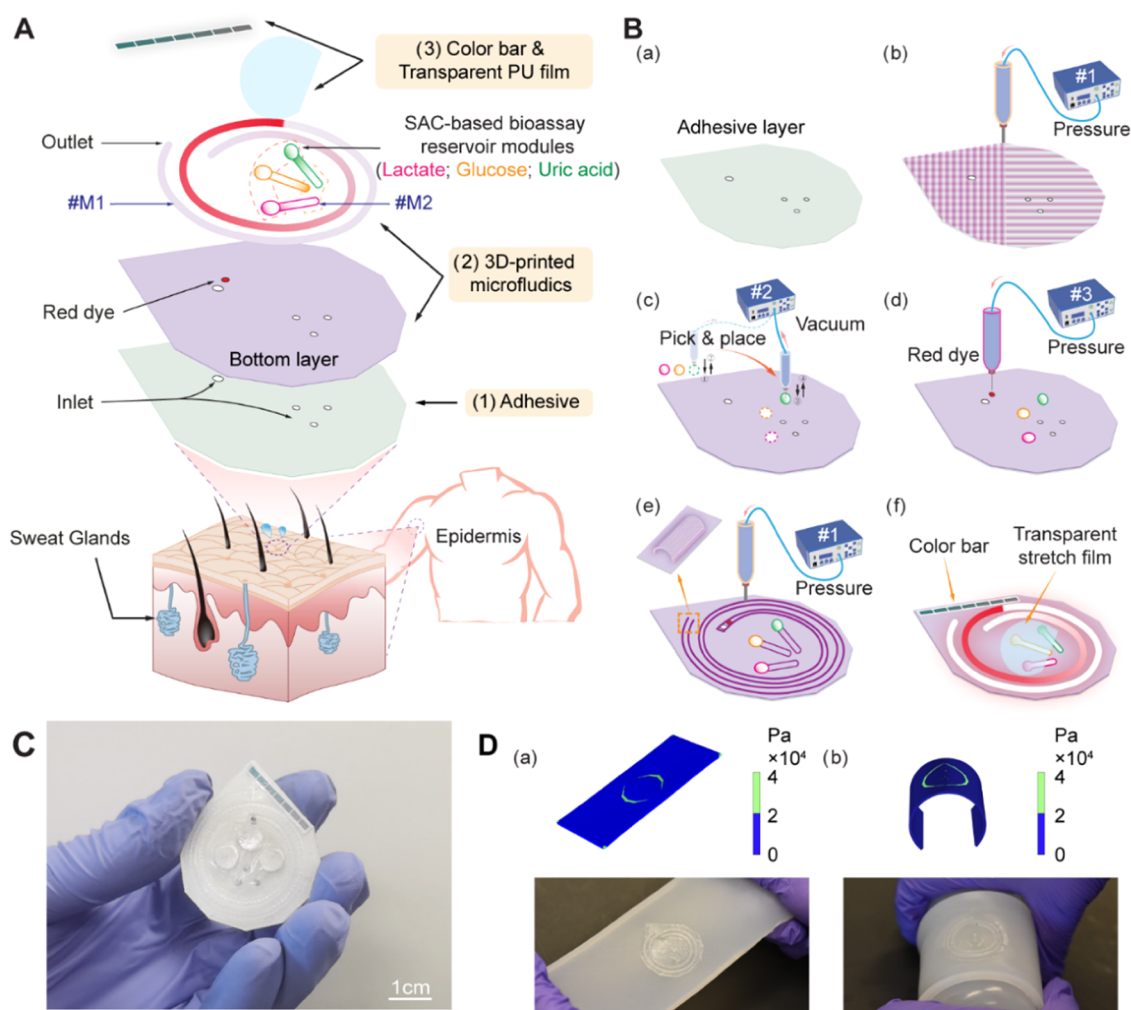 A
(3) Color bar &
Transparent PU film
Outlet
SAC-based bioassay
reservoir modules
(Lactate; Glucose; Uric acid)
#M1
#M2
(2) 3D-printed
microfludics
Red dye
Bottom layer
Inlet
(1) Adhesive
Sweat Glands
Epidermis
B
(a)
Adhesive layer
(b)
#1
Pressure
(c)
#2
Pick & place
Vacuum
(d)
#3
Red dye
Pressure
(e)
#1
Pressure
(f)
Color bar
Transparent
stretch film
C
1cm
D
(a)
Pa
×10⁴
4
2
0
(b)
Pa
×10⁴
4
2
0